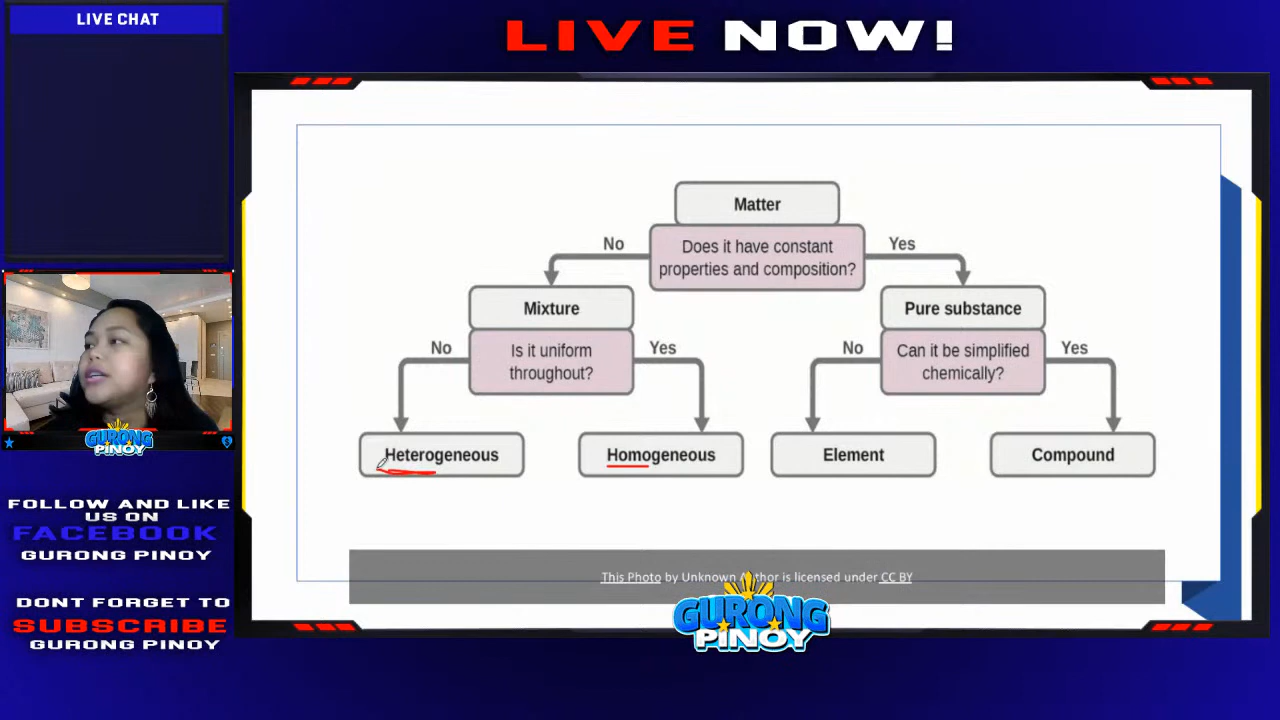 LIVE CHAT
LIVE NOW!
Matter
Does it have constant
properties and composition?
No
Yes
Mixture
Pure substance
Is it uniform
throughout?
No
Yes
Can it be simplified
chemically?
No
Yes
Heterogeneous
Homogeneous
Element
Compound
This Photo by Unknown Author is licensed under CC BY
GURONG
PINOY
GURONG
PINOY
FOLLOW AND LIKE
US ON
FACEBOOK
GURONG PINOY
DONT FORGET TO
SUBSCRIBE
GURONG PINOY